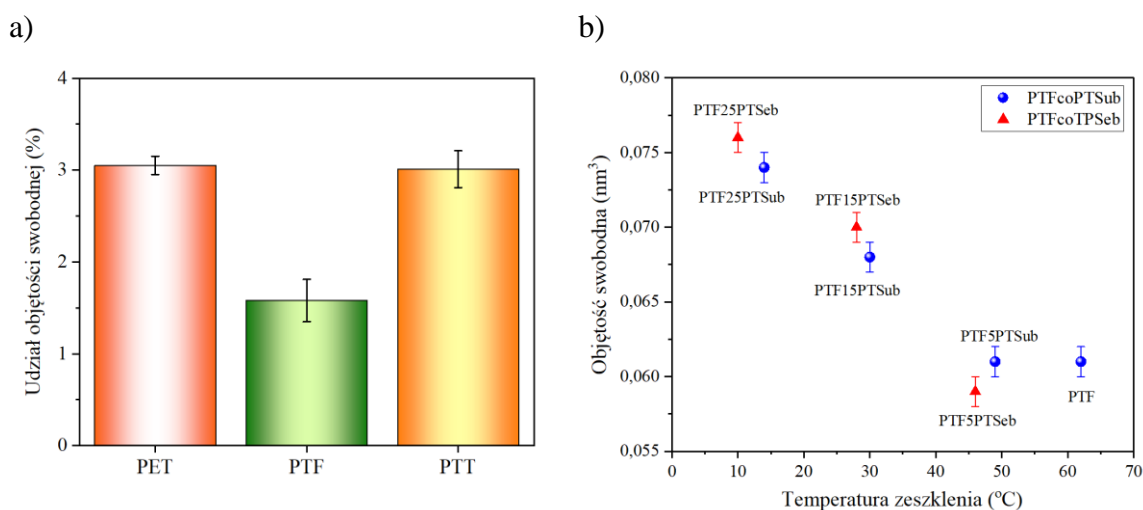 a)
Udział objętości swobodnej (%)
4
3
2
1
0
PET
PTF
PTT
b)
Objętość swobodna (nm³)
0,080
0,075
0,070
0,065
0,060
0,055
PTFcoPTSub
PTFcoTPSeb
PTF25PTSeb
PTF25PTSub
PTF15PTSeb
PTF15PTSub
PTF5PTSub
PTF5PTSeb
PTF
0 10 20 30 40 50 60 70
Temperatura zeszklenia (ºC)